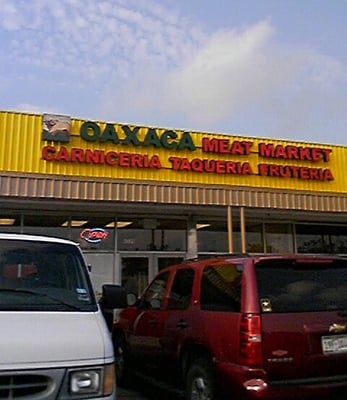 OAXACA MEAT MARKET
CARNICERIA TAQUERIA FRUTERIA
Open